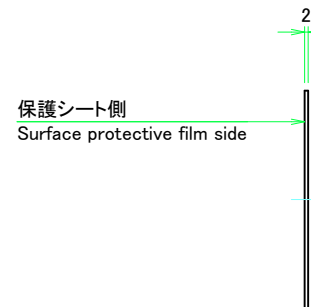 2
保護シート側
Surface protective film side